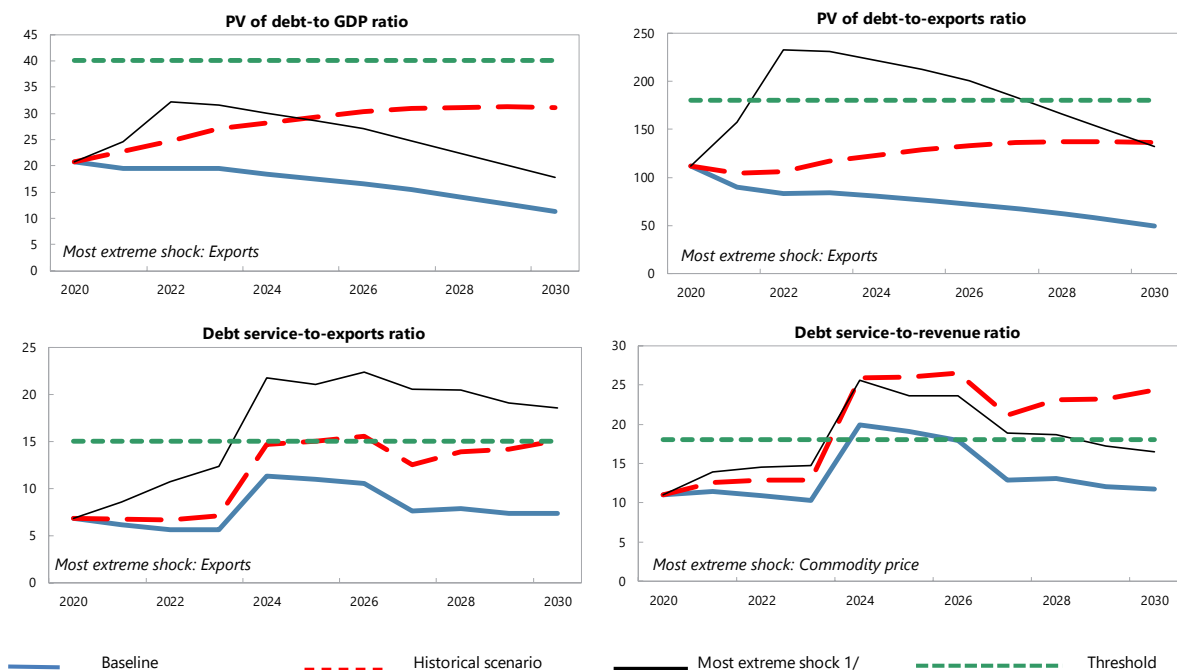 PV of debt-to GDP ratio
45
40
35
30
25
20
15
10
5
0
Most extreme shock: Exports
2020 2022 2024 2026 2028 2030
PV of debt-to-exports ratio
250
200
150
100
50
0
Most extreme shock: Exports
2020 2022 2024 2026 2028 2030
Debt service-to-exports ratio
25
20
15
10
5
0
Most extreme shock: Exports
2020 2022 2024 2026 2028 2030
Debt service-to-revenue ratio
30
25
20
15
10
5
0
Most extreme shock: Commodity price
2020 2022 2024 2026 2028 2030
Baseline Historical scenario Most extreme shock 1/ Threshold